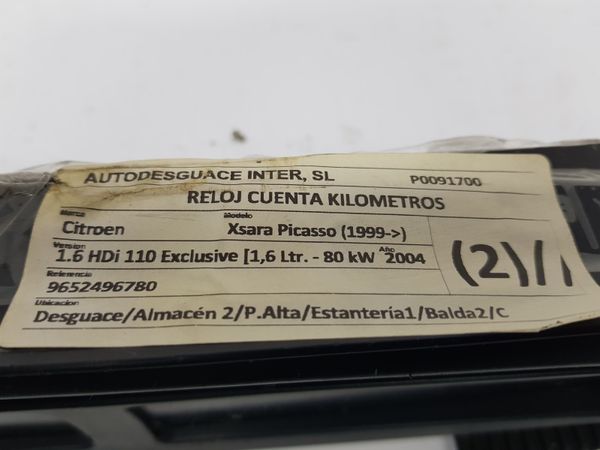 AUTODESGUACE INTER, SL P0091700
RELOJ CUENTA KILOMETROS
Marca Modelo
Citroen Xsara Picasso (1999->)
Version Año
1.6 HDi 110 Exclusive [1,6 Ltr. - 80 kW 2004
(2)//
Referencia
9652496780
Ubicacion
Desguace/Almacén 2/P.Alta/Estantería1/Balda2/C